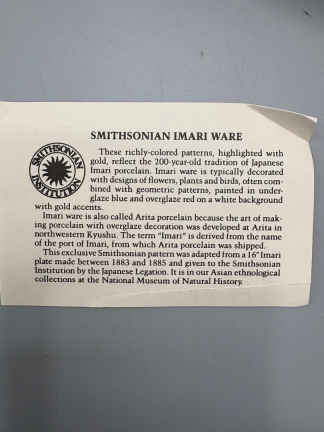 SMITHSONIAN IMARI WARE
SMITHSONIAN
INSTITUTION
These richly-colored patterns, highlighted with
gold, reflect the 200-year-old tradition of Japanese
Imari porcelain. Imari ware is typically decorated
with designs of flowers, plants and birds, often com-
bined with geometric patterns, painted in under-
glaze blue and overglaze red on a white background
with gold accents.
Imari ware is also called Arita porcelain because the art of mak-
ing porcelain with overglaze decoration was developed at Arita in
northwestern Kyushu. The term "Imari" is derived from the name
of the port of Imari, from which Arita porcelain was shipped.
This exclusive Smithsonian pattern was adapted from a 16" Imari
plate made between 1883 and 1885 and given to the Smithsonian
Institution by the Japanese Legation. It is in our Asian ethnological
collections at the National Museum of Natural History.